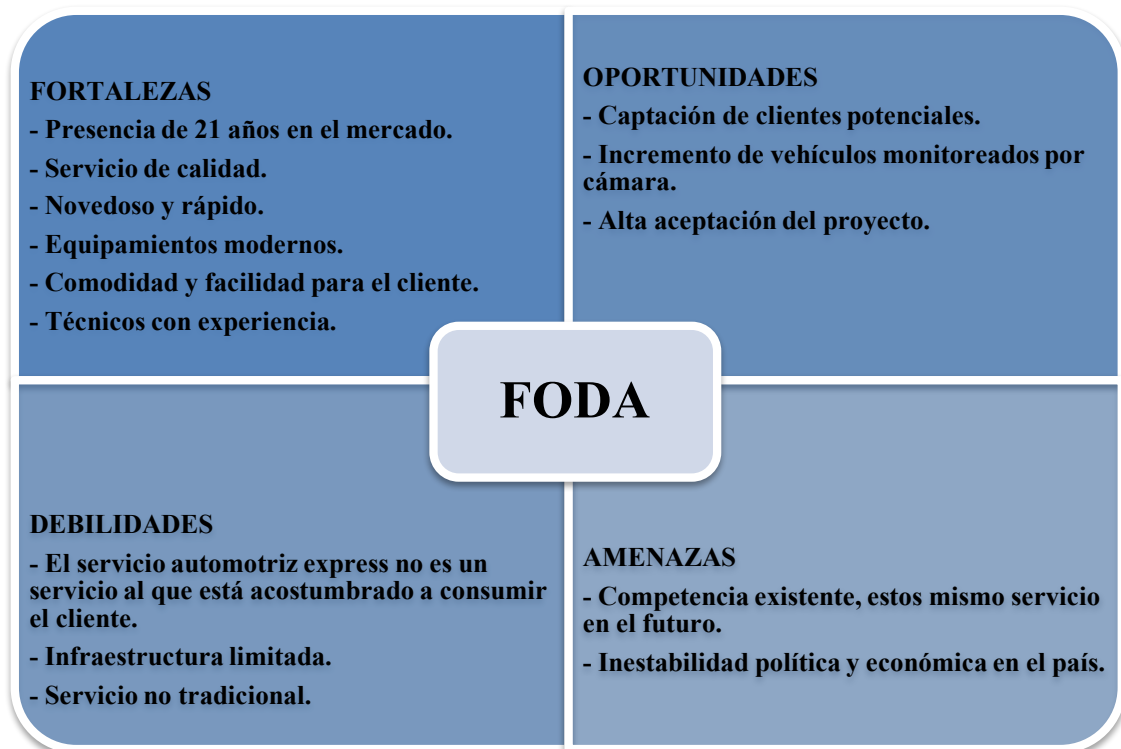 FORTALEZAS
- Presencia de 21 años en el mercado.
- Servicio de calidad.
- Novedoso y rápido.
- Equipamientos modernos.
- Comodidad y facilidad para el cliente.
- Técnicos con experiencia.
OPORTUNIDADES
- Captación de clientes potenciales.
- Incremento de vehículos monitoreados por
cámara.
- Alta aceptación del proyecto.
FODA
DEBILIDADES
- El servicio automotriz express no es un
servicio al que está acostumbrado a consumir
el cliente.
- Infraestructura limitada.
- Servicio no tradicional.
AMENAZAS
- Competencia existente, estos mismo servicio
en el futuro.
- Inestabilidad política y económica en el país.